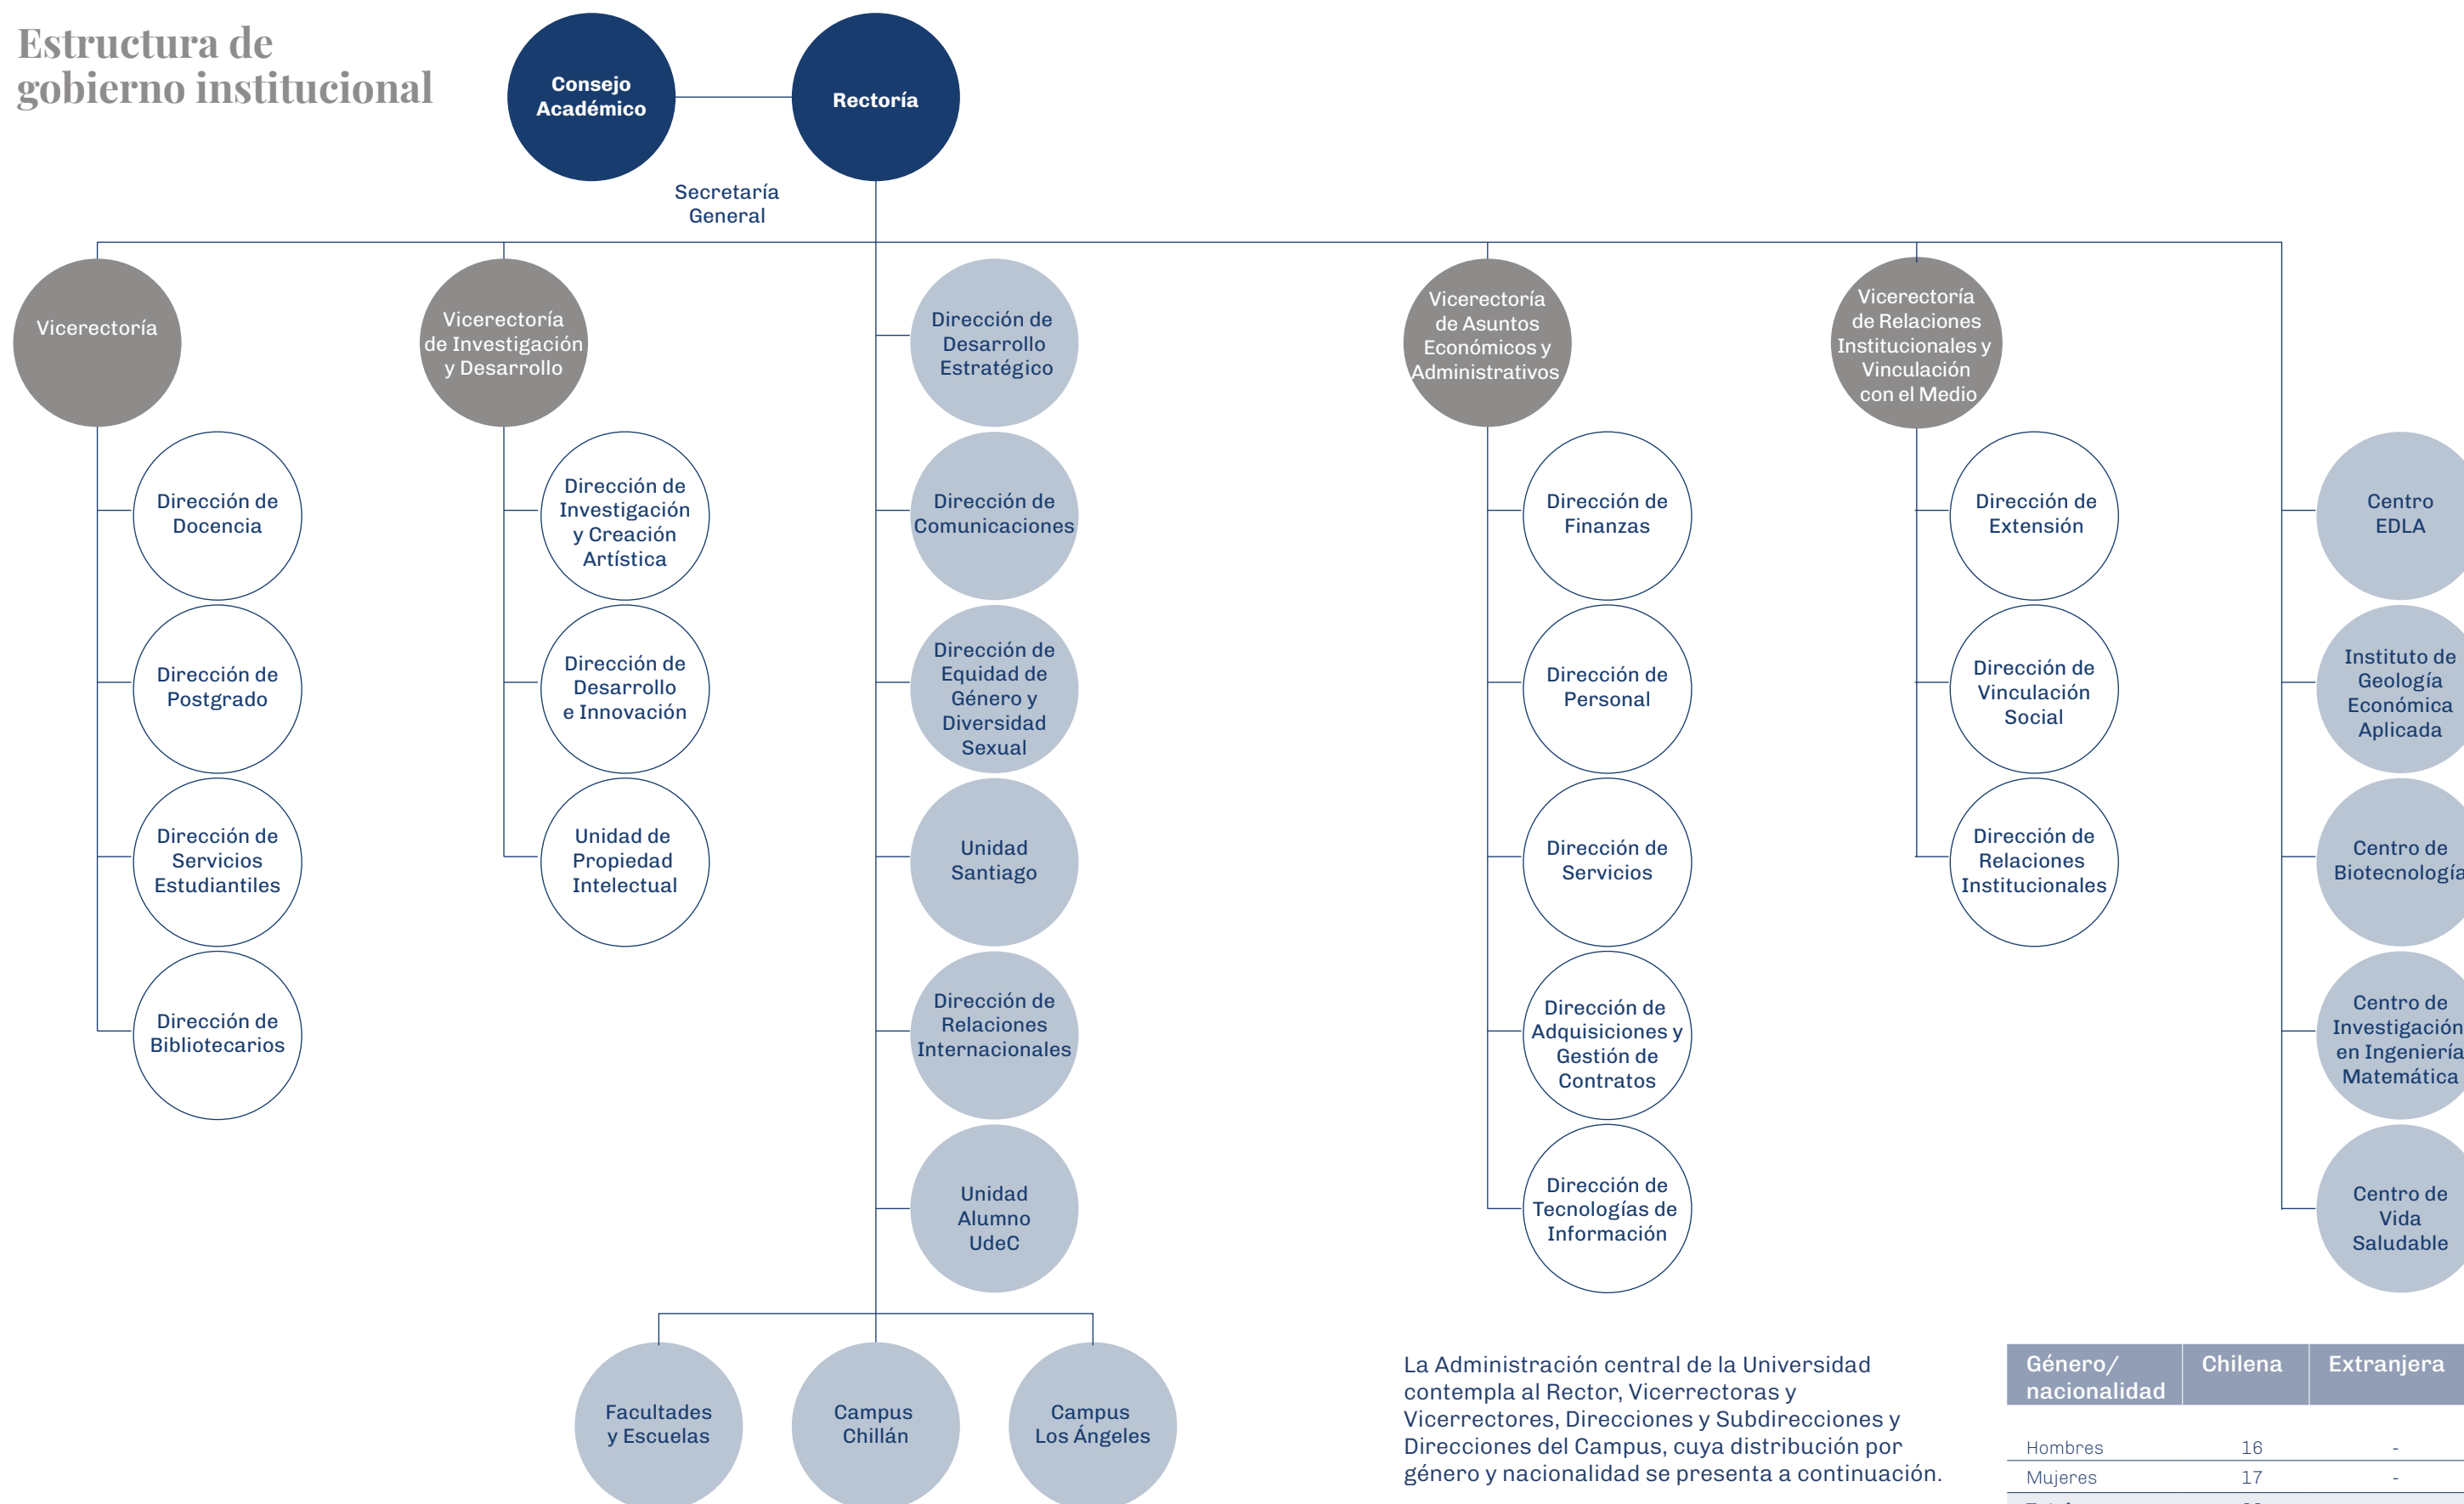 Estructura de
gobierno institucional
Consejo
Académico
Rectoría
Secretaría
General
Vicerectoría
Vicerectoría
de Investigación
y Desarrollo
Dirección de
Desarrollo
Estratégico
Vicerectoría
de Asuntos
Económicos y
Administrativos
Vicerectoría
de Relaciones
Institucionales y
Vinculación
con el Medio
Dirección de
Docencia
Dirección de
Postgrado
Dirección de
Servicios
Estudiantiles
Dirección de
Bibliotecarios
Dirección de
Investigación
y Creación
Artística
Dirección de
Desarrollo
e Innovación
Unidad de
Propiedad
Intelectual
Dirección de
Comunicaciones
Dirección de
Equidad de
Género y
Diversidad
Sexual
Unidad
Santiago
Dirección de
Relaciones
Internacionales
Unidad
Alumno
UdeC
Dirección de
Finanzas
Dirección de
Personal
Dirección de
Servicios
Dirección de
Adquisiciones y
Gestión de
Contratos
Dirección de
Tecnologías de
Información
Dirección de
Extensión
Dirección de
Vinculación
Social
Dirección de
Relaciones
Institucionales
Centro
EDLA
Instituto de
Geología
Económica
Aplicada
Centro de
Biotecnología
Centro de
Investigación
en Ingeniería
Matemática
Centro de
Vida
Saludable
Facultades
y Escuelas
Campus
Chillán
Campus
Los Ángeles
La Administración central de la Universidad
contempla al Rector, Vicerrectoras y
Vicerrectores, Direcciones y Subdirecciones y
Direcciones del Campus, cuya distribución por
género y nacionalidad se presenta a continuación.
Género/ Chilena Extranjera
nacionalidad
Hombres 16 -
Mujeres 17 -